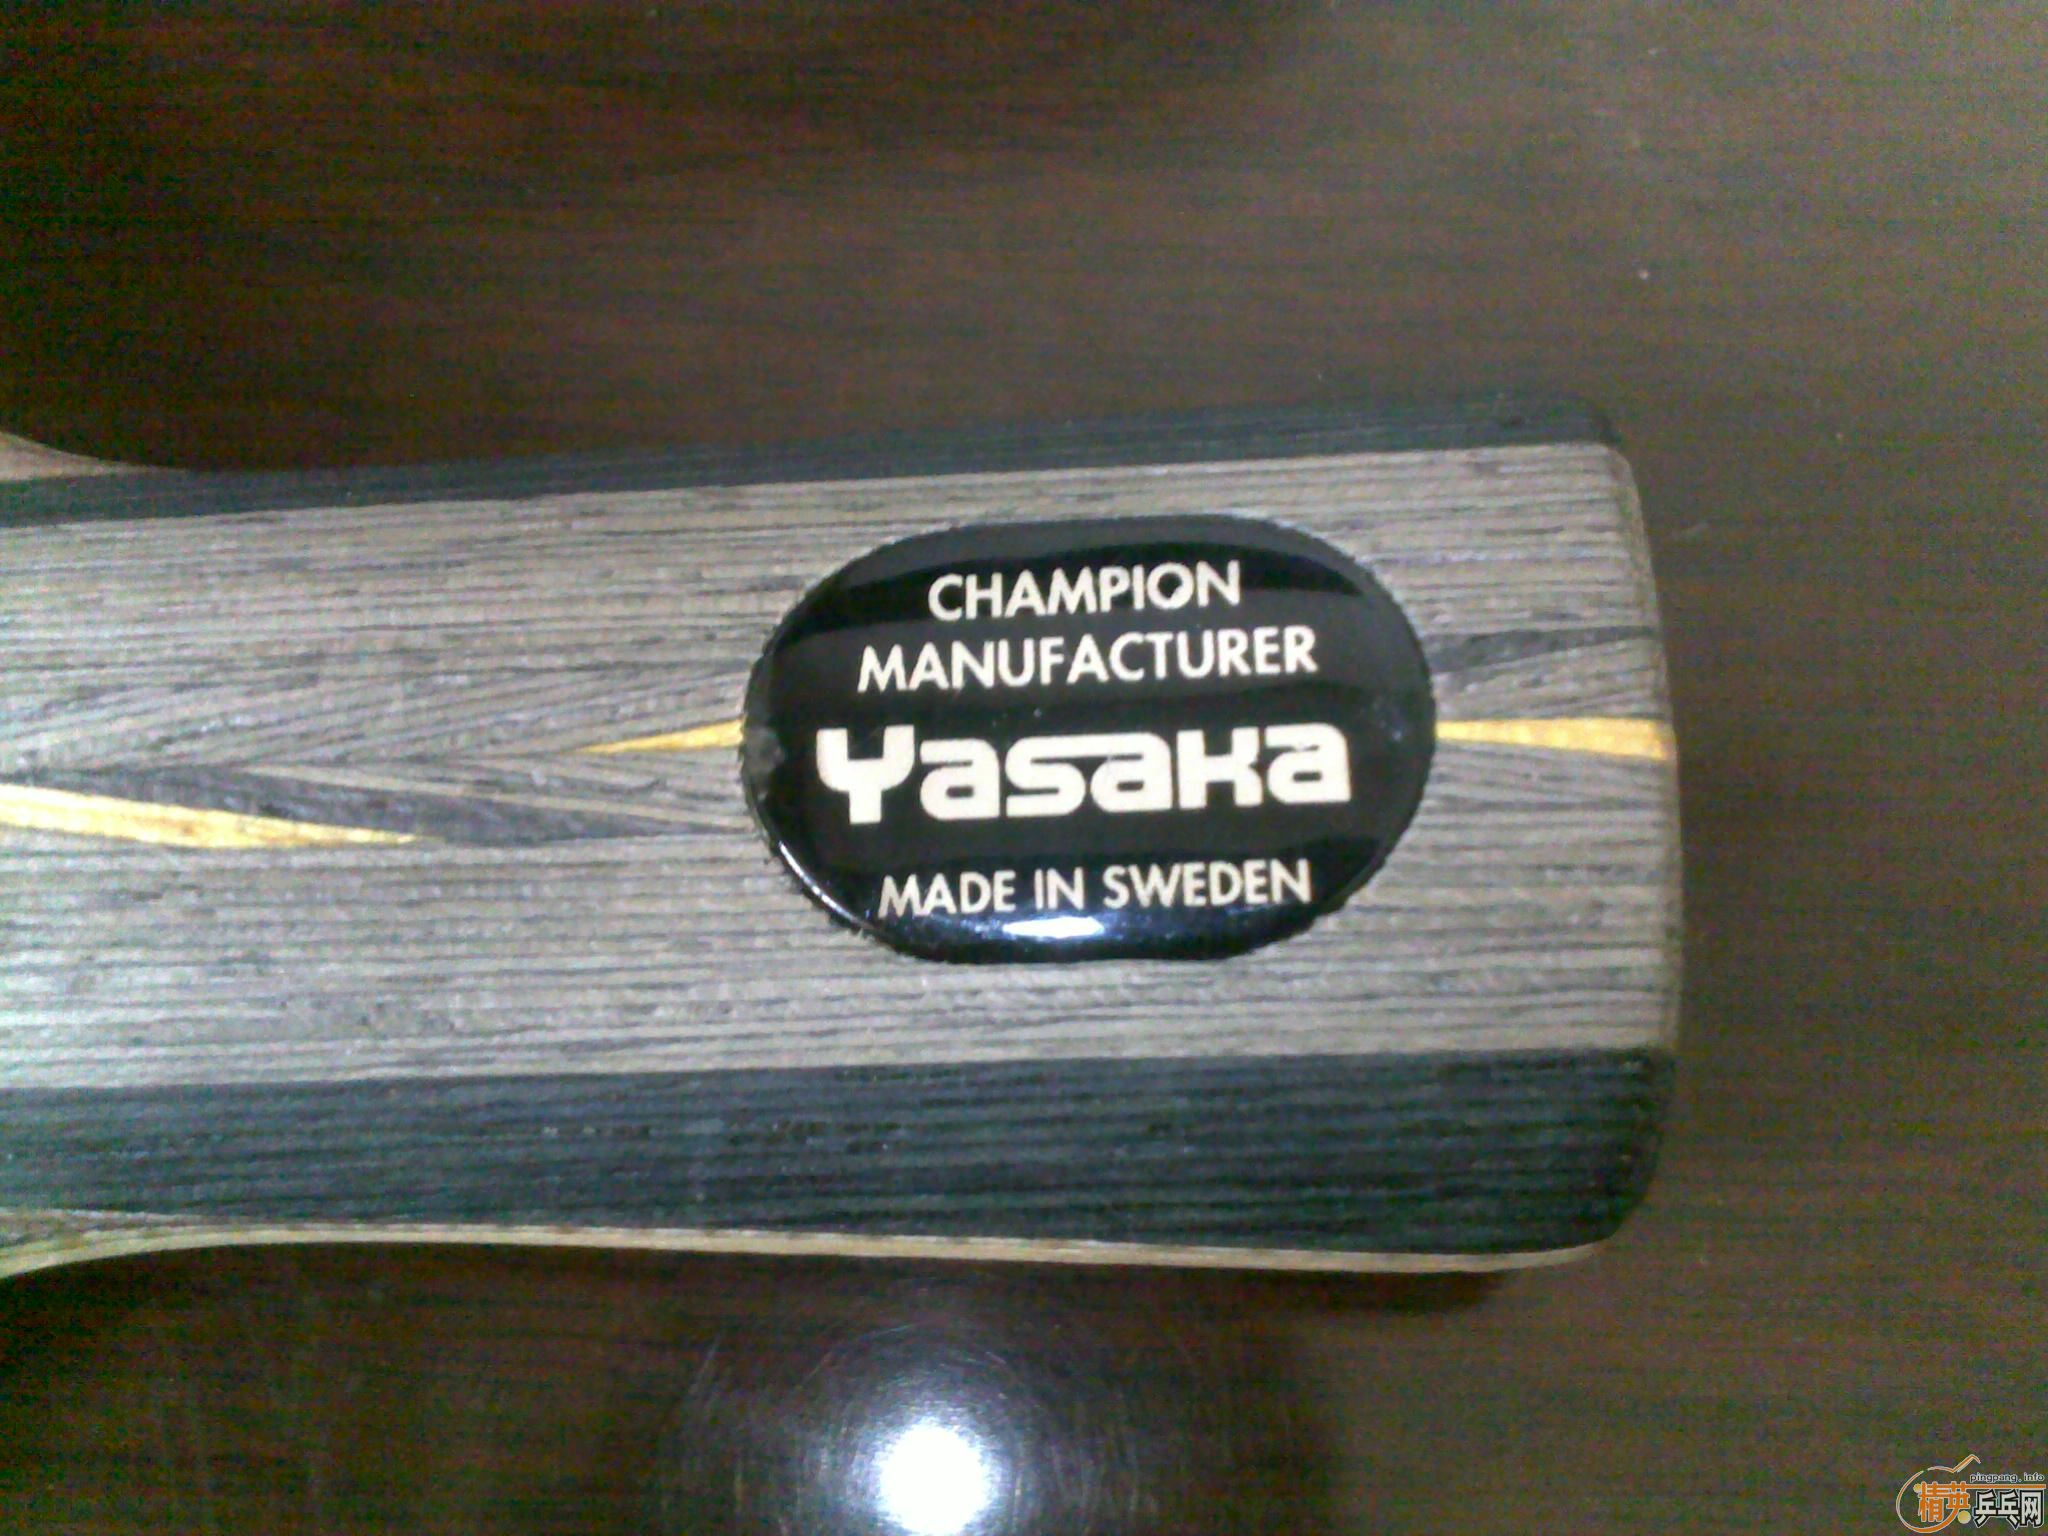 CHAMPION
MANUFACTURER
Yasaka
MADE IN SWEDEN
pingpang.info
精英乒乓网